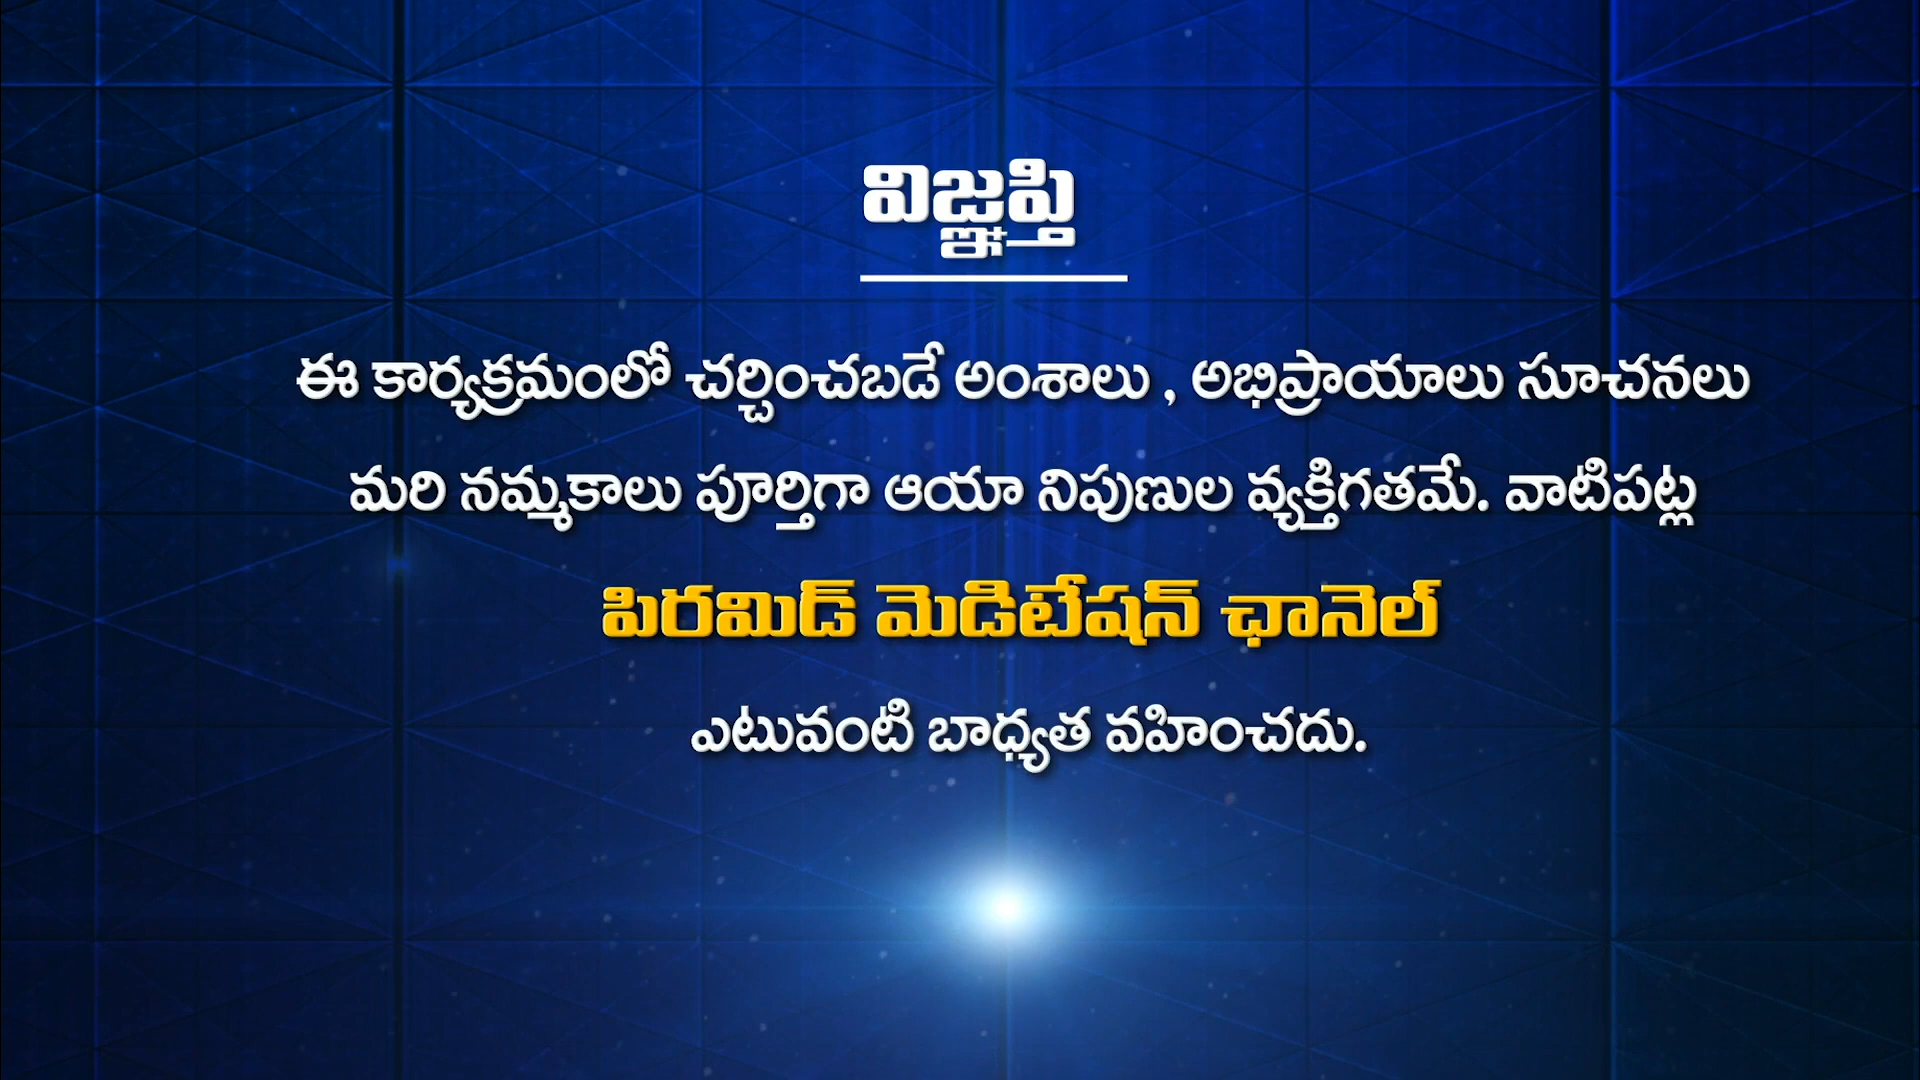 విజ్ఞప్తి
ఈ కార్యక్రమంలో చర్చించబడే అంశాలు , అభిప్రాయాలు సూచనలు
మరి నమ్మకాలు పూర్తిగా ఆయా నిపుణుల వ్యక్తిగతమే. వాటిపట్ల
పిరమిడ్ మెడిటేషన్ ఛానెల్
ఎటువంటి బాధ్యత వహించదు.